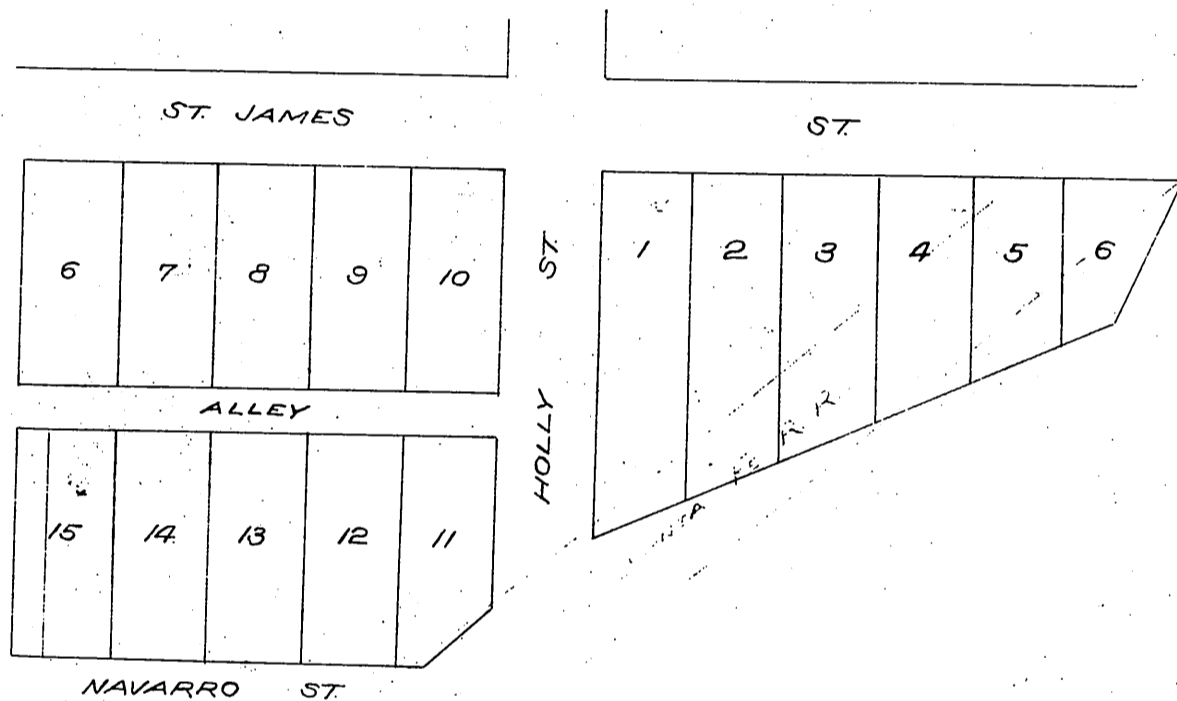 ST. JAMES ST.
6 7 8 9 10
1 2 3 4 5 6
HOLLY ST.
ALLEY
15 14 13 12 11
R R
NAVARRO ST.